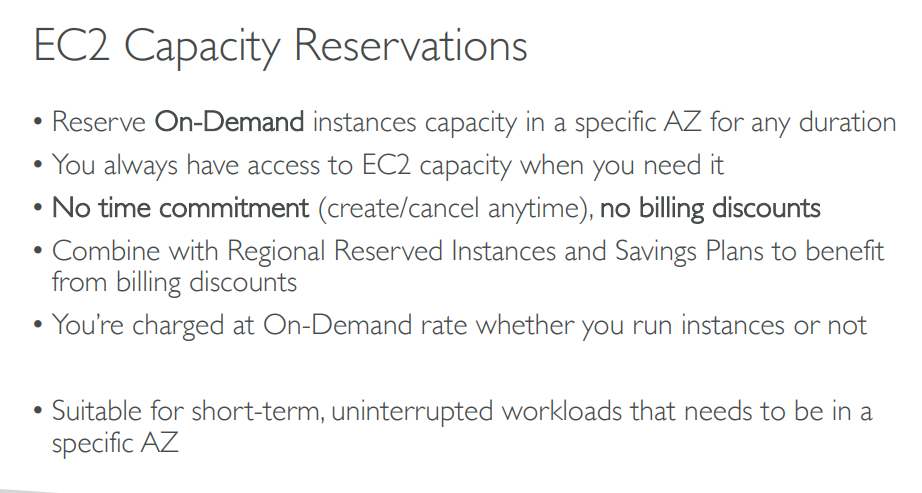 EC2 Capacity Reservations
• Reserve On-Demand instances capacity in a specific AZ for any duration
• You always have access to EC2 capacity when you need it
• No time commitment (create/cancel anytime), no billing discounts
• Combine with Regional Reserved Instances and Savings Plans to benefit
from billing discounts
• You're charged at On-Demand rate whether you run instances or not
• Suitable for short-term, uninterrupted workloads that needs to be in a
specific AZ